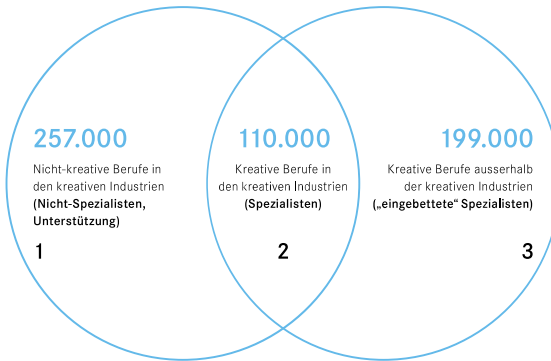 257.000
Nicht-kreative Berufe in
den kreativen Industrien
(Nicht-Spezialisten,
Unterstützung)
1
110.000
Kreative Berufe in
den kreativen Industrien
(Spezialisten)
2
199.000
Kreative Berufe ausserhalb
der kreativen Industrien
(„eingebettete“ Spezialisten)
3